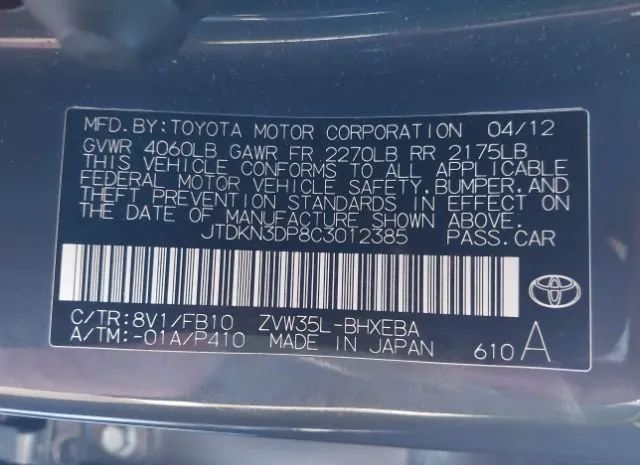 MFD.BY:TOYOTA MOTOR CORPORATION 04/12
GVWR 4060LB GAWR FR 2270LB RR 2175LB
THIS VEHICLE CONFORMS TO ALL APPLICABLE
FEDERAL MOTOR VEHICLE SAFETY,BUMPER,AND
THEFT PREVENTION STANDARDS IN EFFECT ON
THE DATE OF MANUFACTURE SHOWN ABOVE.
JTDKN3DP8C3012385 PASS.CAR
C/TR:8V1/FB10 ZVW35L-BHXEBA
A/TM:-01A/P410 MADE IN JAPAN 610 A